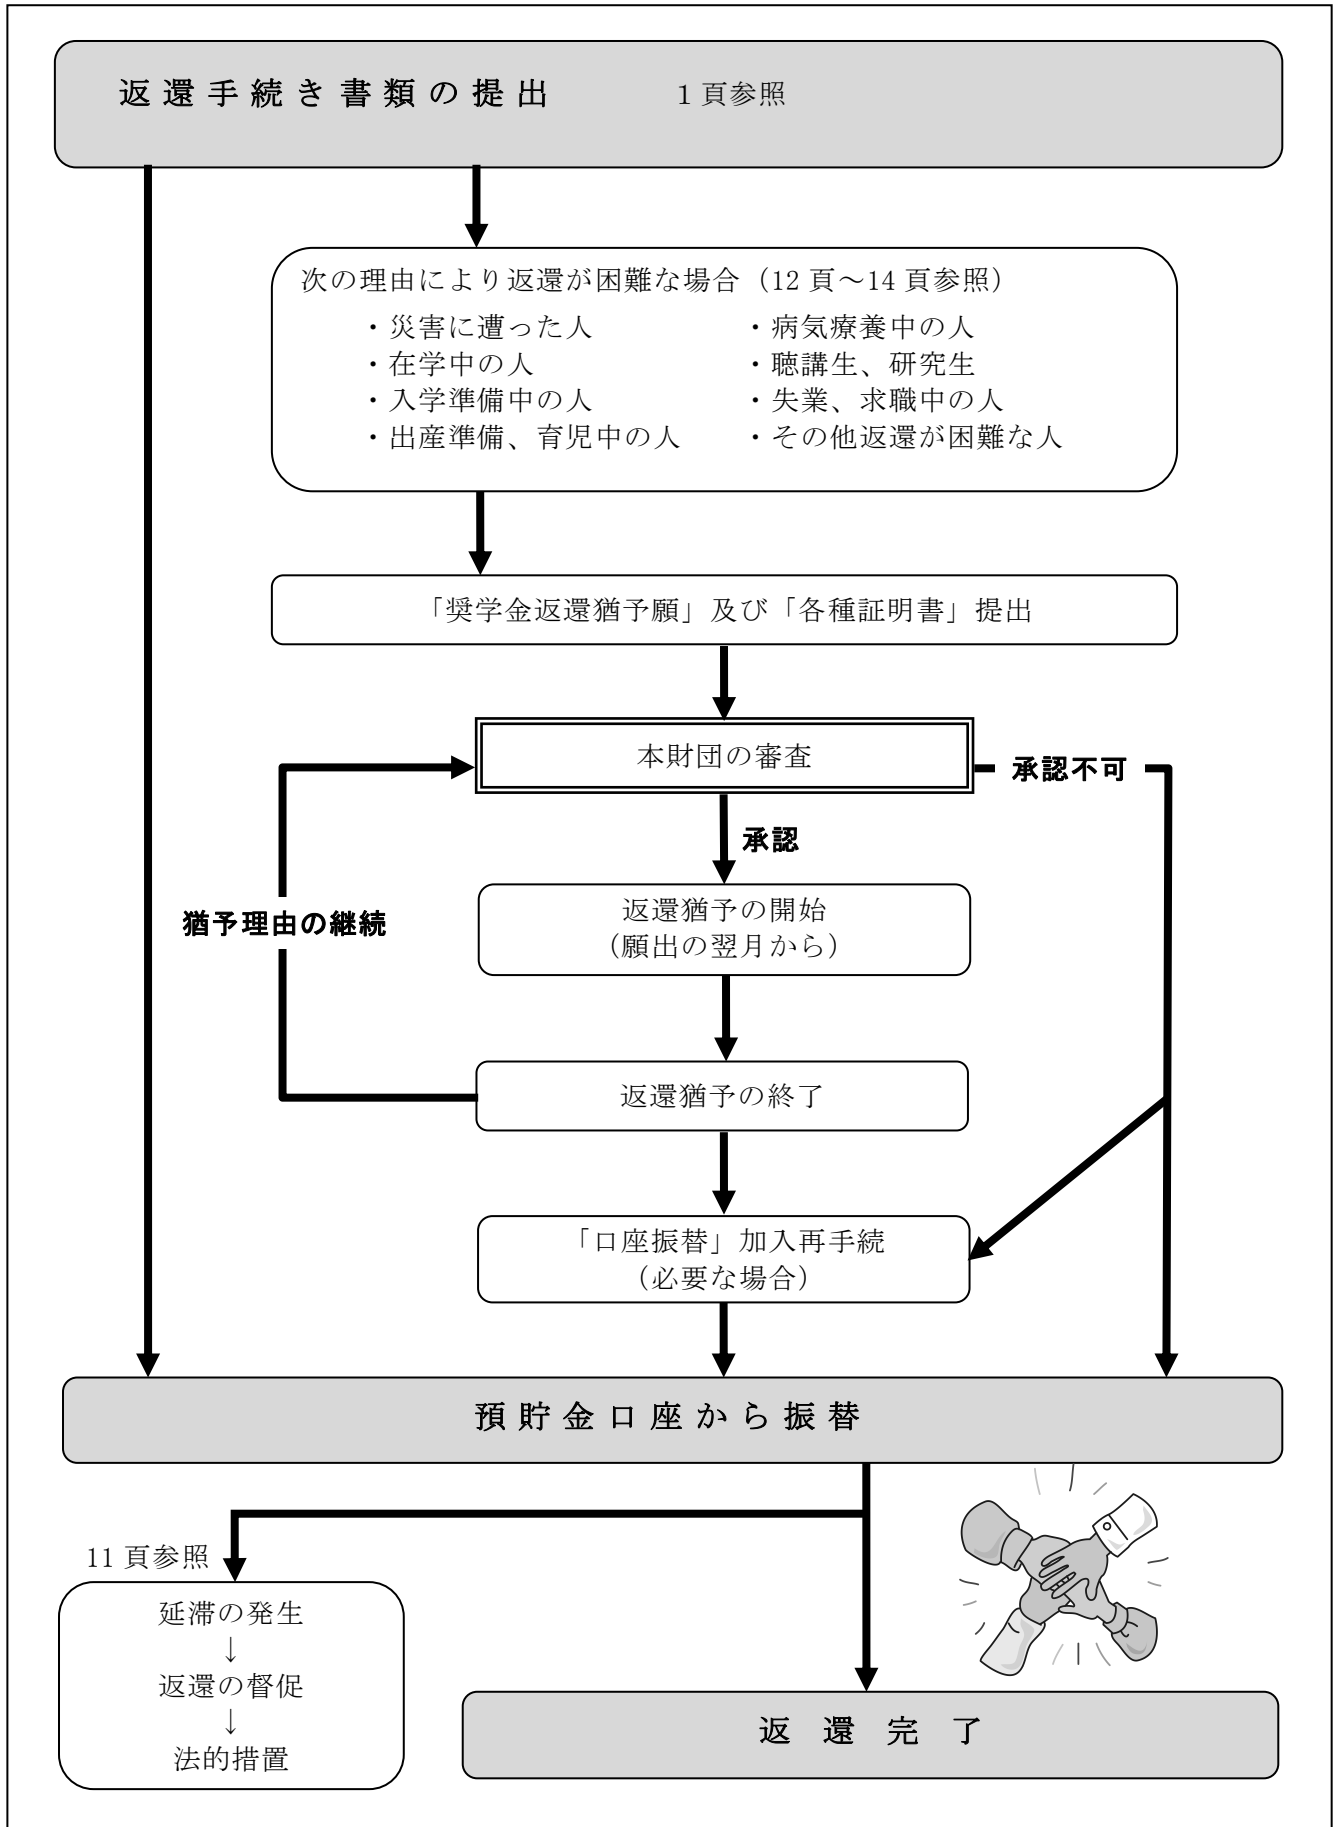 返還手続き書類の提出　1頁参照
次の理由により返還が困難な場合（12頁～14頁参照）
・災害に遭った人　・病気療養中の人
・在学中の人　・聴講生、研究生
・入学準備中の人　・失業、求職中の人
・出産準備、育児中の人　・その他返還が困難な人
「奨学金返還猶予願」及び「各種証明書」提出
本財団の審査
承認不可
承認
返還猶予の開始
（願出の翌月から）
猶予理由の継続
返還猶予の終了
「口座振替」加入再手続
（必要な場合）
預貯金口座から振替
11頁参照
延滞の発生
↓
返還の督促
↓
法的措置
返還完了